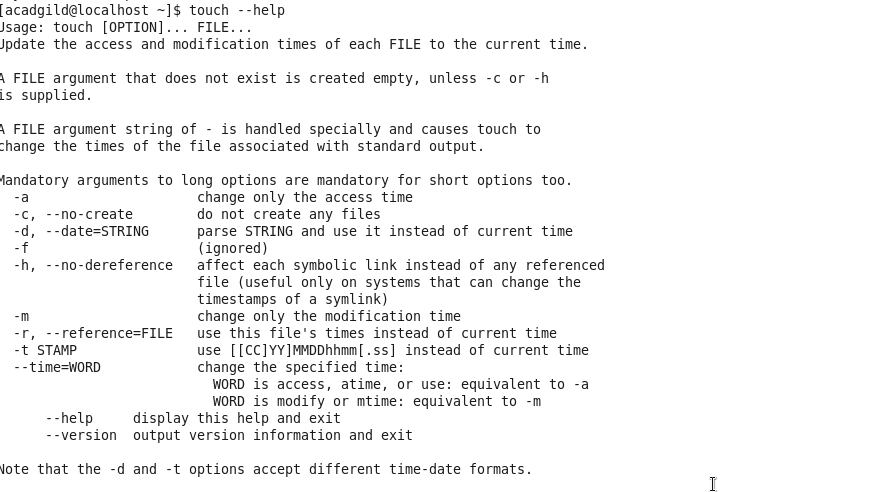 [acadgild@localhost ~]$ touch --help
Usage: touch [OPTION]... FILE...
Update the access and modification times of each FILE to the current time.

A FILE argument that does not exist is created empty, unless -c or -h
is supplied.

A FILE argument string of - is handled specially and causes touch to
change the times of the file associated with standard output.

Mandatory arguments to long options are mandatory for short options too.
  -a                     change only the access time
  -c, --no-create        do not create any files
  -d, --date=STRING      parse STRING and use it instead of current time
  -f                     (ignored)
  -h, --no-dereference   affect each symbolic link instead of any referenced
                         file (useful only on systems that can change the
                         timestamps of a symlink)
  -m                     change only the modification time
  -r, --reference=FILE   use this file's times instead of current time
  -t STAMP               use [[CC]YY]MMDDhhmm[.ss] instead of current time
  --time=WORD            change the specified time:
                           WORD is access, atime, or use: equivalent to -a
                           WORD is modify or mtime: equivalent to -m
      --help     display this help and exit
      --version  output version information and exit

Note that the -d and -t options accept different time-date formats.